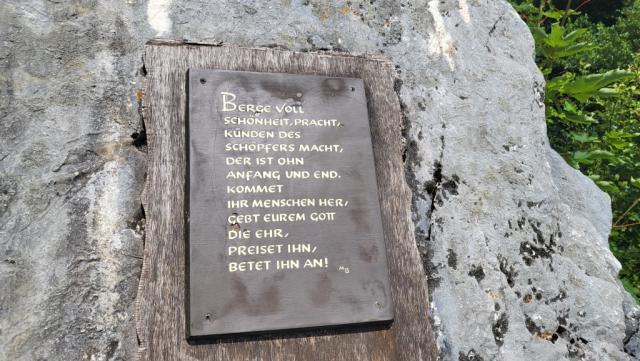 BERGE VOLL
SCHÖNHEIT, PRACHT,
KÜNDEN DES
SCHÖPFERS MACHT,
DER IST OHN
ANFANG UND END.
KOMMET
IHR MENSCHEN HER,
GEBT EUREM GOTT
DIE EHR,
PREISET IHN,
BETET IHN AN!